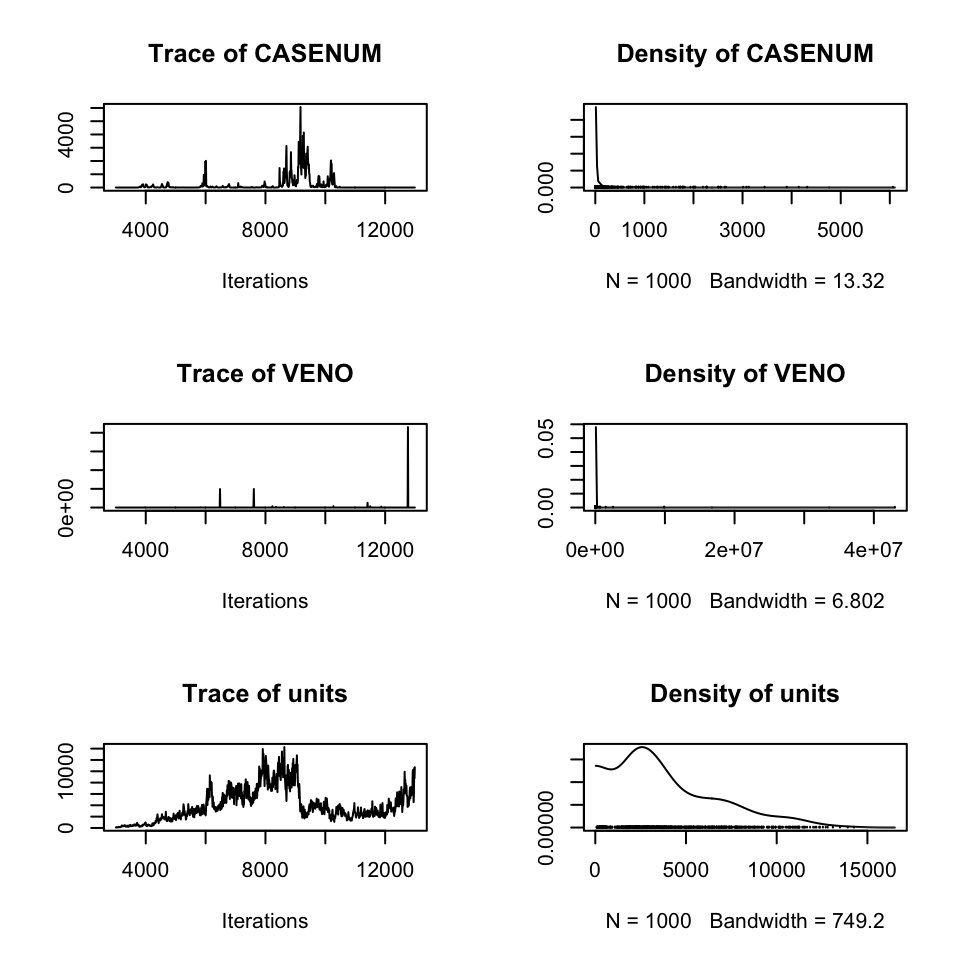 Trace of CASENUM
4000
0
4000 8000 12000
Iterations
Density of CASENUM
0.000
0 1000 3000 5000
N = 1000 Bandwidth = 13.32
Trace of VENO
0e+00
4000 8000 12000
Iterations
Density of VENO
0.05
0.00
0e+00 2e+07 4e+07
N = 1000 Bandwidth = 6.802
Trace of units
10000
0
4000 8000 12000
Iterations
Density of units
0.00000
0 5000 10000 15000
N = 1000 Bandwidth = 749.2